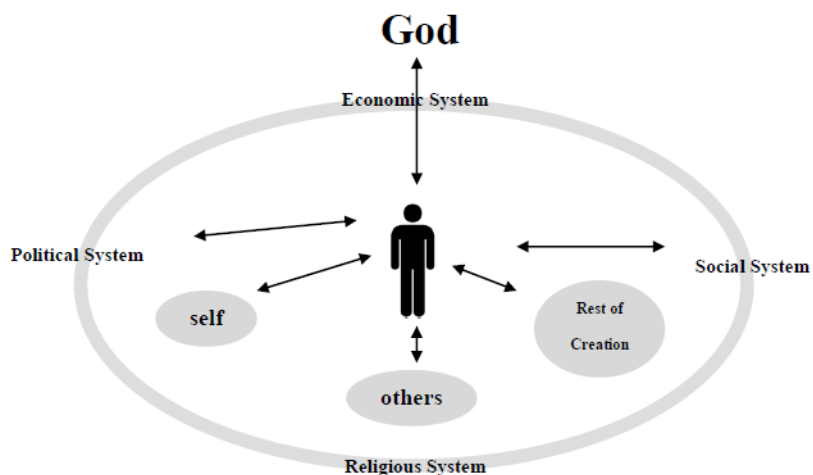 God
Economic System
Political System
Social System
self
Rest of
Creation
others
Religious System